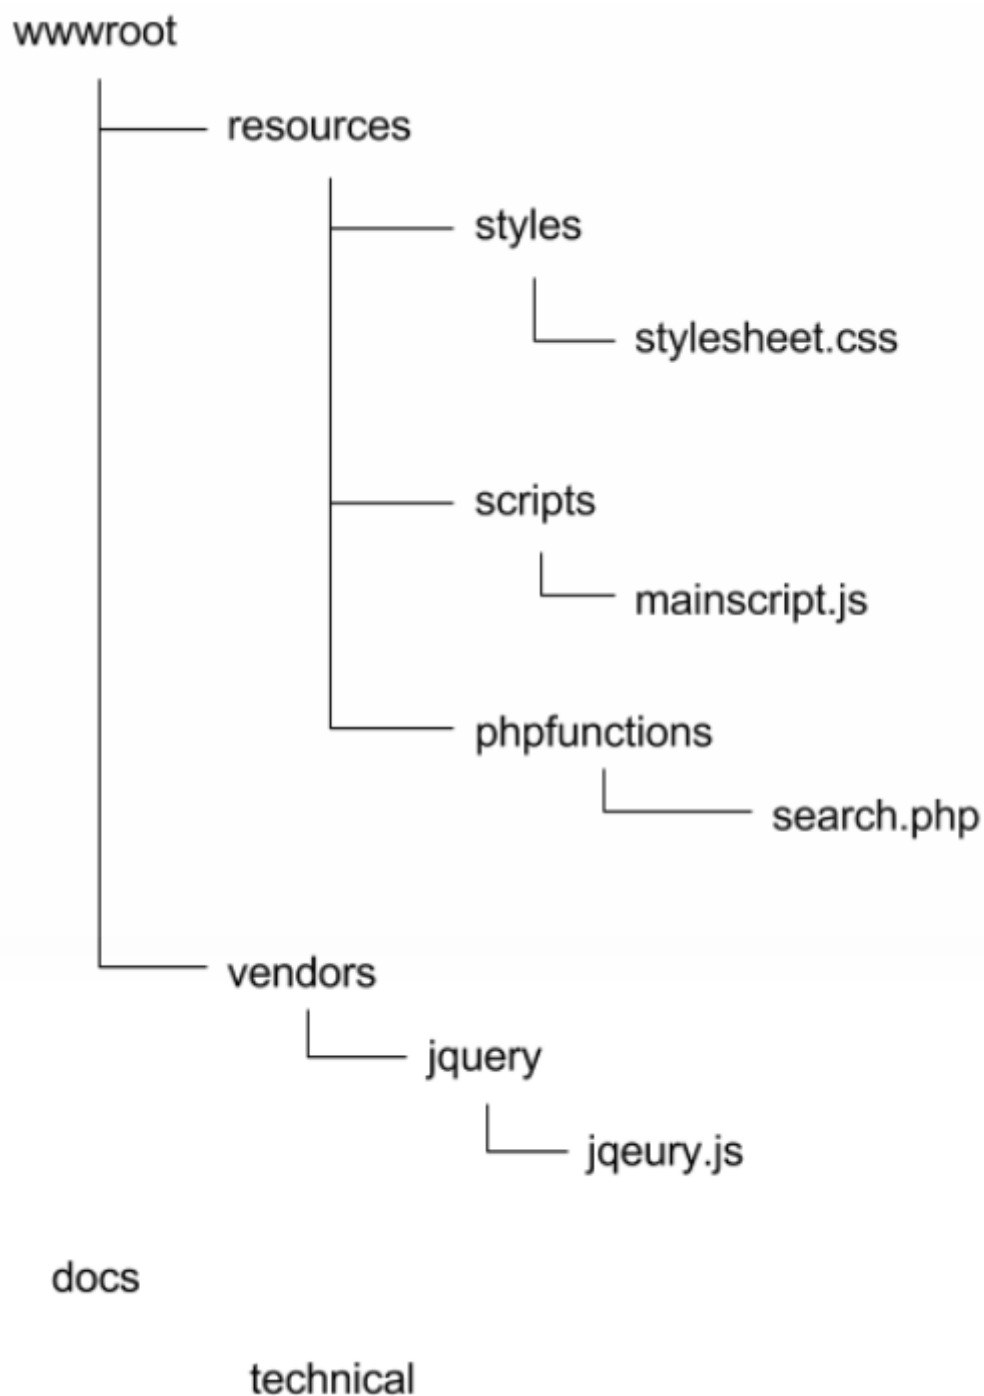 wwwroot
resources
styles
stylesheet.css
scripts
mainscript.js
phpfunctions
search.php
vendors
jquery
jqeury.js
docs
technical